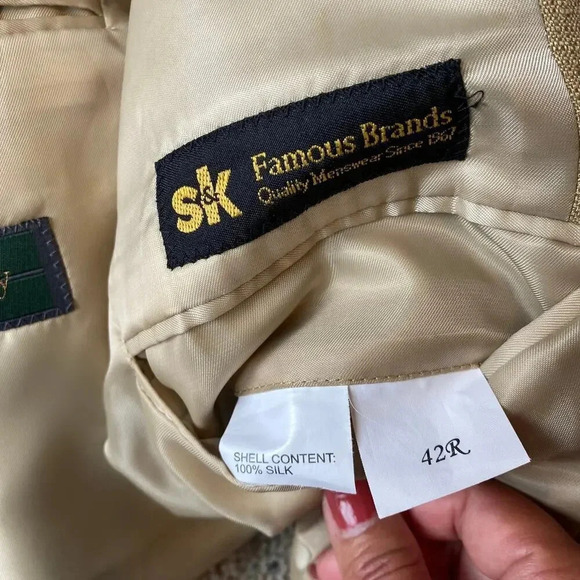 S&K
Famous Brands
Quality Menswear Since 1967
SHELL CONTENT:
100% SILK
42R